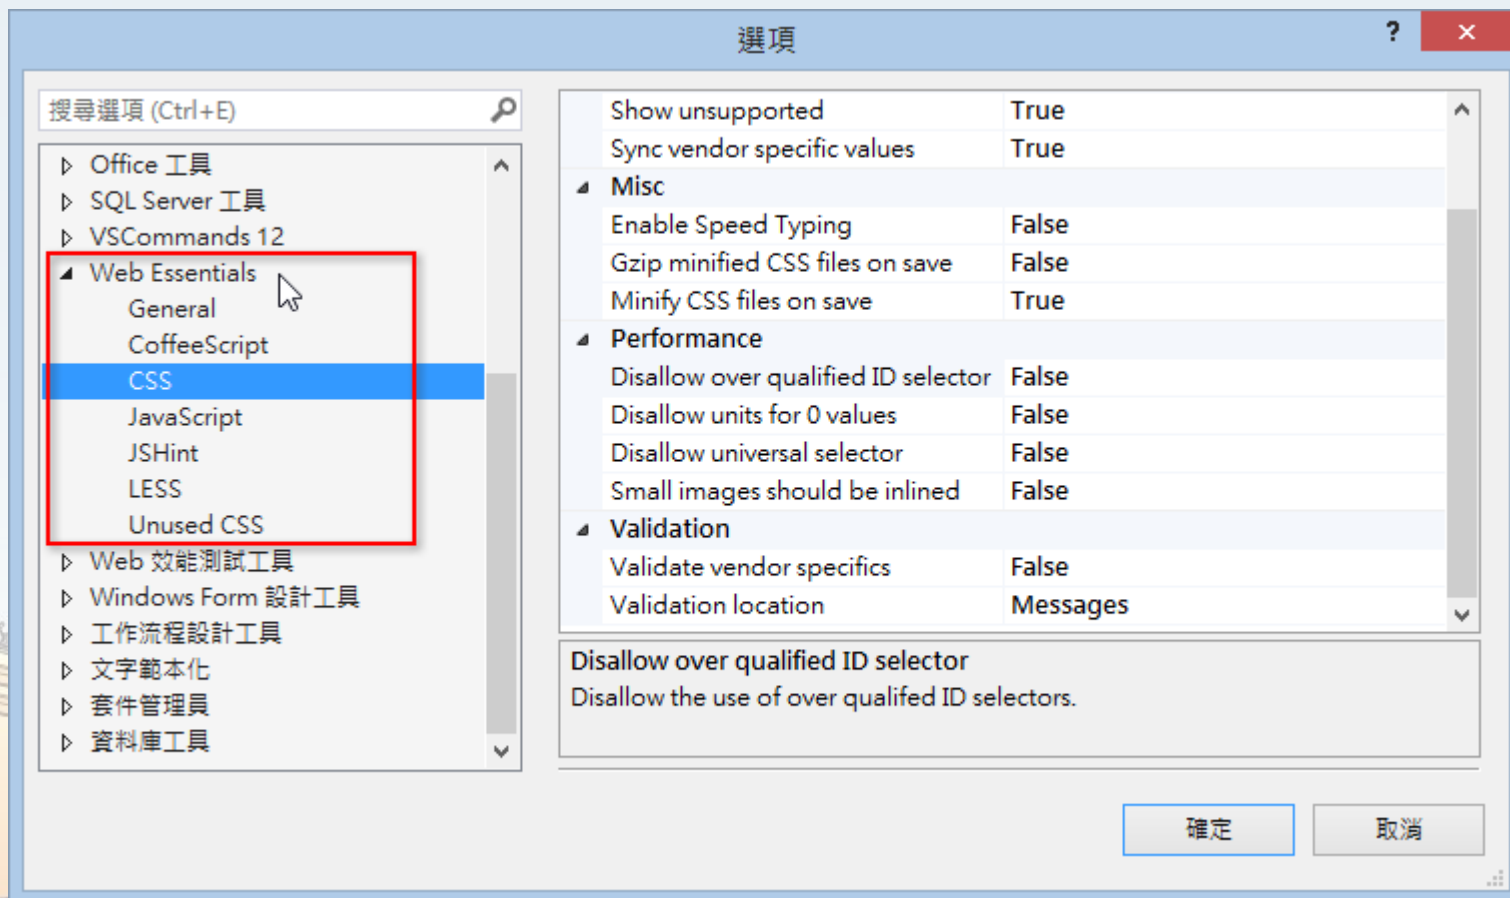 選項
?
搜尋選項 (Ctrl+E)
Office 工具
SQL Server 工具
VSCommands 12
Web Essentials
General
CoffeeScript
CSS
JavaScript
JSHint
LESS
Unused CSS
Web 效能測試工具
Windows Form 設計工具
工作流程設計工具
文字範本化
套件管理員
資料庫工具
Show unsupported True
Sync vendor specific values True
Misc
Enable Speed Typing False
Gzip minified CSS files on save False
Minify CSS files on save True
Performance
Disallow over qualified ID selector False
Disallow units for 0 values False
Disallow universal selector False
Small images should be inlined False
Validation
Validate vendor specifics False
Validation location Messages
Disallow over qualified ID selector
Disallow the use of over qualifed ID selectors.
確定 取消